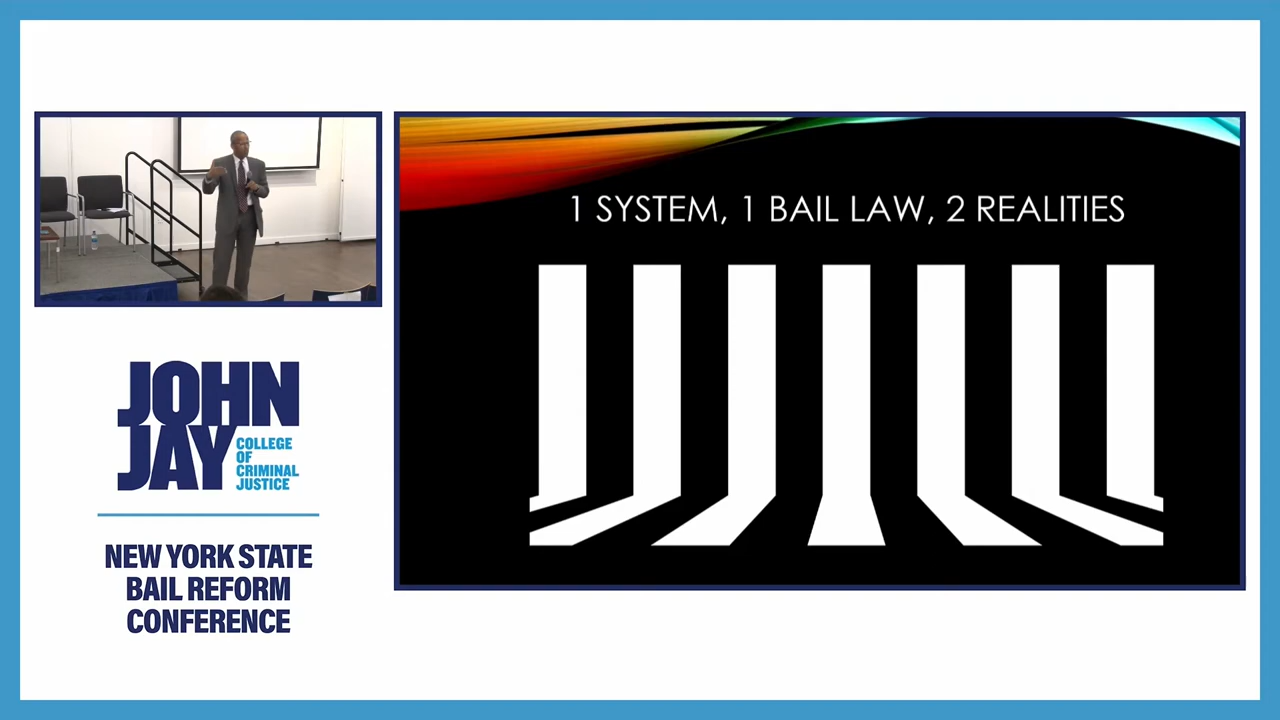 1 SYSTEM, 1 BAIL LAW, 2 REALITIES
JOHN
JAY
COLLEGE
OF
CRIMINAL
JUSTICE
NEW YORK STATE
BAIL REFORM
CONFERENCE